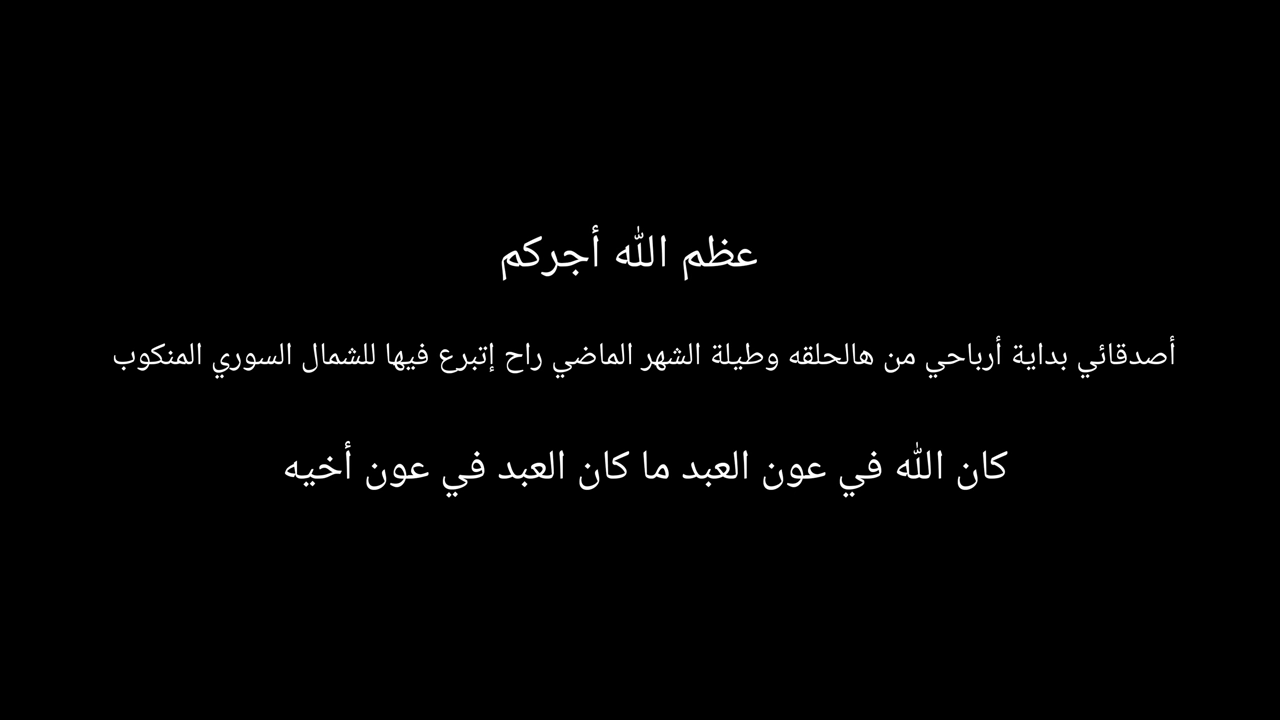 عظم الله أجركم
أصدقائي بداية أرباحي من هالحلقه وطيلة الشهر الماضي راح إتبرع فيها للشمال السوري المنكوب
كان الله في عون العبد ما كان العبد في عون أخيه